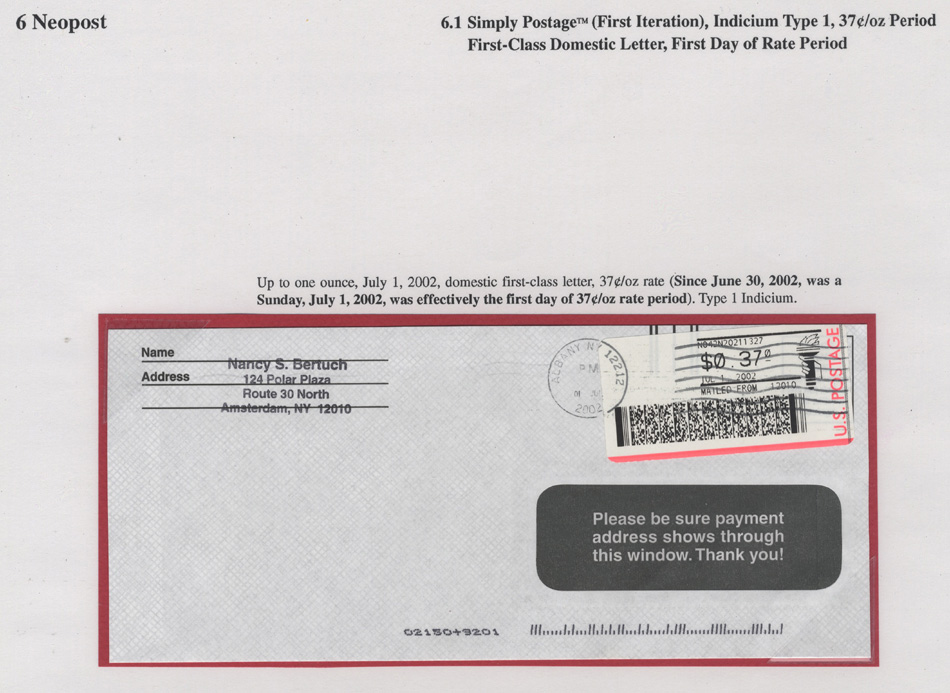 6 Neopost
6.1 Simply Postage™ (First Iteration), Indicium Type 1, 37¢/oz Period
First-Class Domestic Letter, First Day of Rate Period
Up to one ounce, July 1, 2002, domestic first-class letter, 37¢/oz rate (Since June 30, 2002, was a
Sunday, July 1, 2002, was effectively the first day of 37¢/oz rate period). Type 1 Indicium.
Name
Nancy S. Bertuch
Address
124 Polar Plaza
Route 30 North
Amsterdam, NY 12010
ALBANY NY 12212
PM
2002
$0.37⁰
JUL 1 2002
MAILED FROM 12010
U.S. POSTAGE
Please be sure payment
address shows through
this window. Thank you!
02150+9201